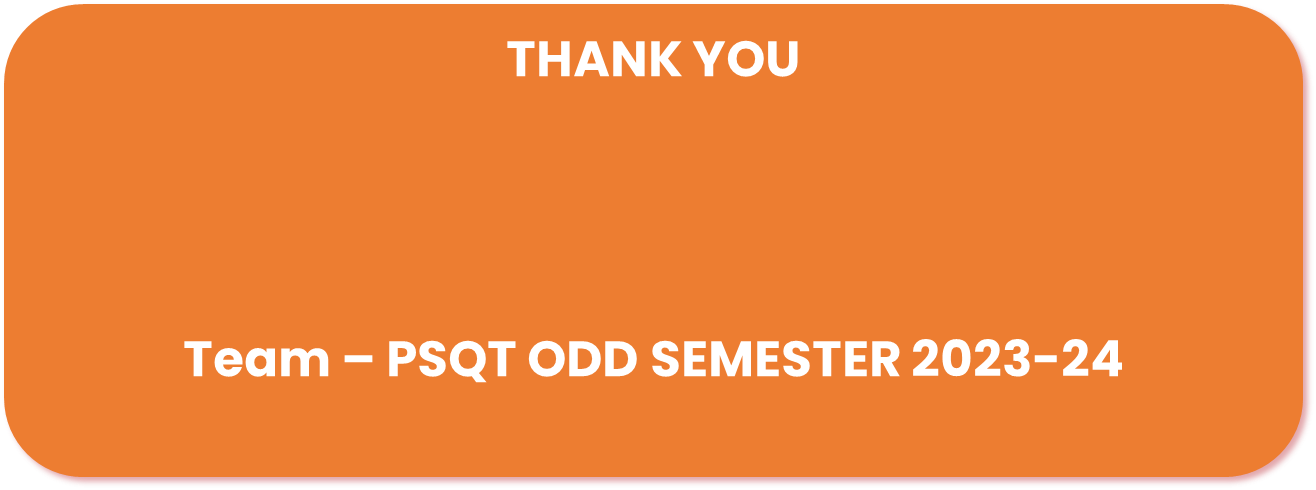 THANK YOU
Team – PSQT ODD SEMESTER 2023-24